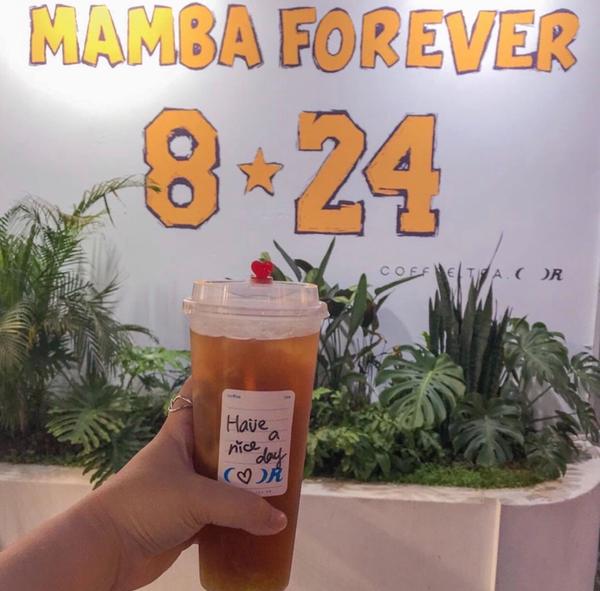 MAMBA FOREVER
8★24
COFFEE.TEA.( )R
Have a
nice day
(♡)R